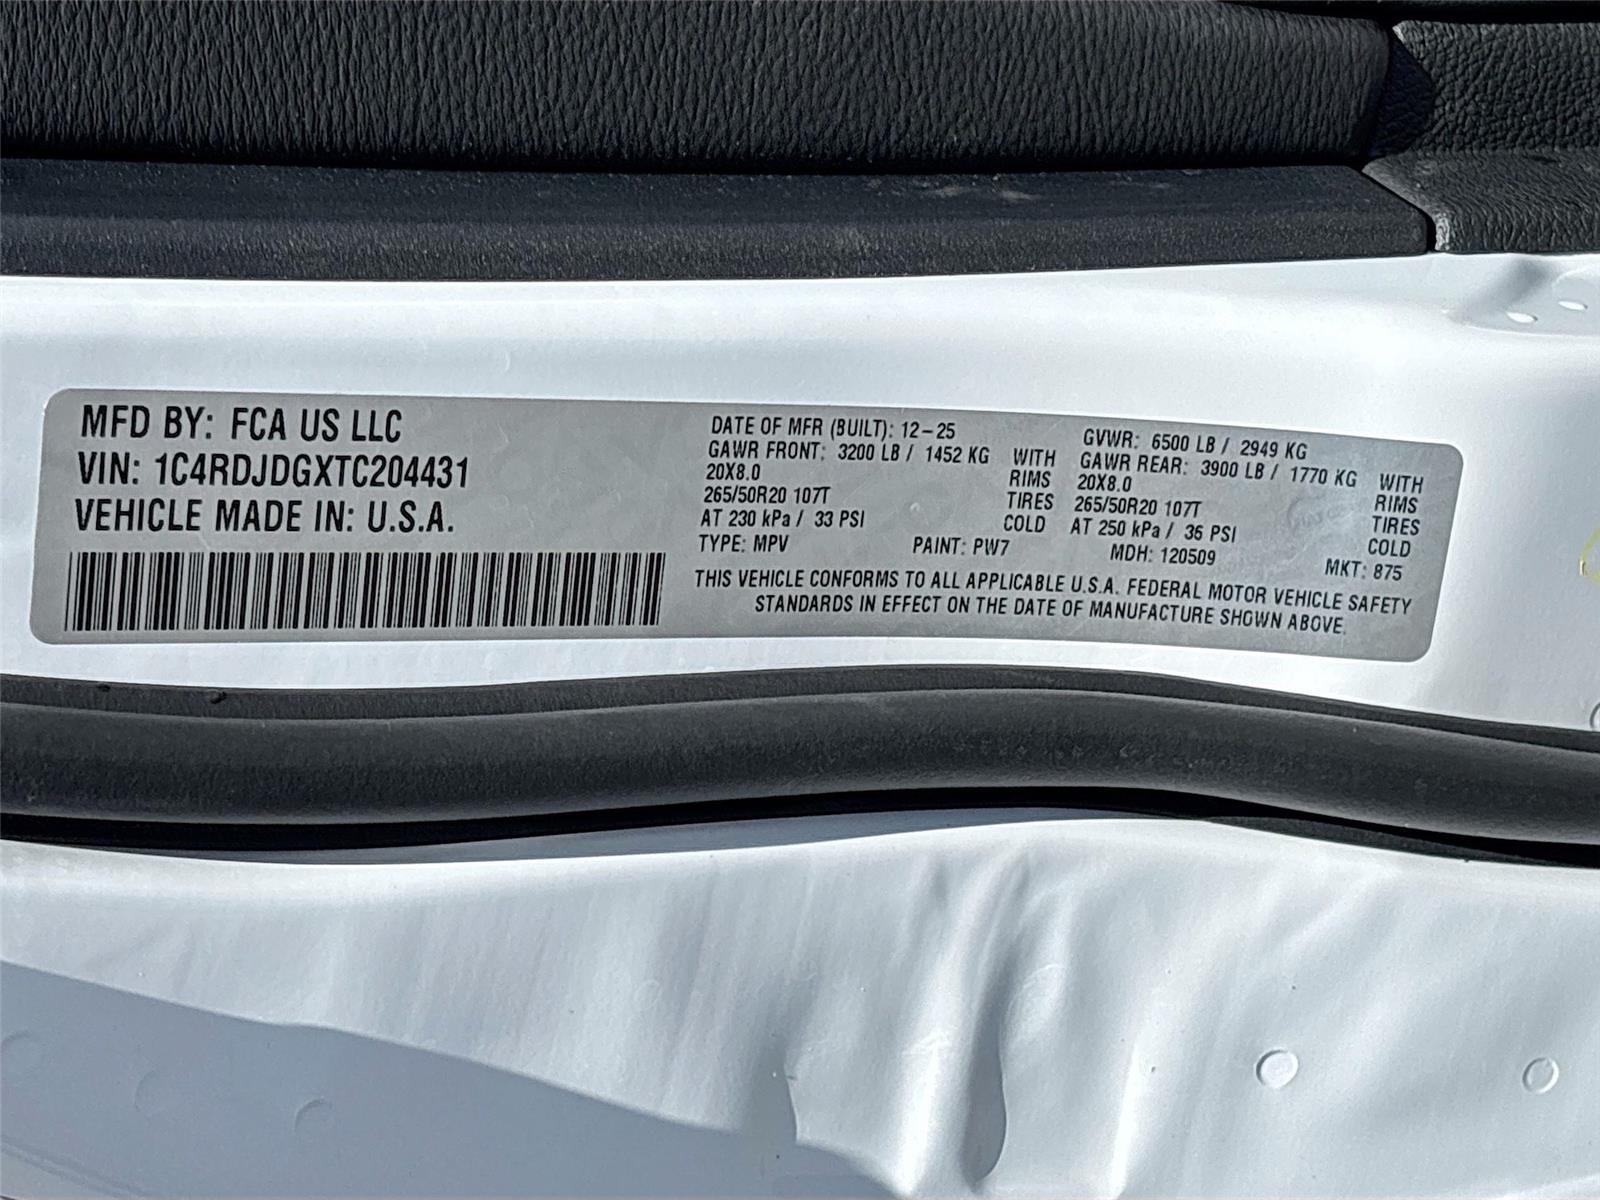 MFD BY: FCA US LLC
VIN: 1C4RDJDGXTC204431
VEHICLE MADE IN: U.S.A.
DATE OF MFR (BUILT): 12-25
GVWR: 6500 LB / 2949 KG
GAWR FRONT: 3200 LB / 1452 KG WITH
20X8.0 RIMS
265/50R20 107T TIRES
AT 230 kPa / 33 PSI COLD
GAWR REAR: 3900 LB / 1770 KG WITH
20X8.0 RIMS
265/50R20 107T TIRES
AT 250 kPa / 36 PSI COLD
TYPE: MPV PAINT: PW7 MDH: 120509 MKT: 875
THIS VEHICLE CONFORMS TO ALL APPLICABLE U.S.A. FEDERAL MOTOR VEHICLE SAFETY
STANDARDS IN EFFECT ON THE DATE OF MANUFACTURE SHOWN ABOVE.